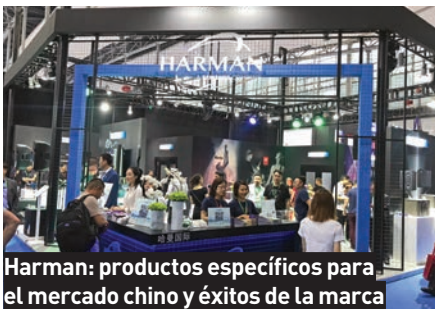 HARMAN
哈曼国际
Harman: productos específicos para
el mercado chino y éxitos de la marca